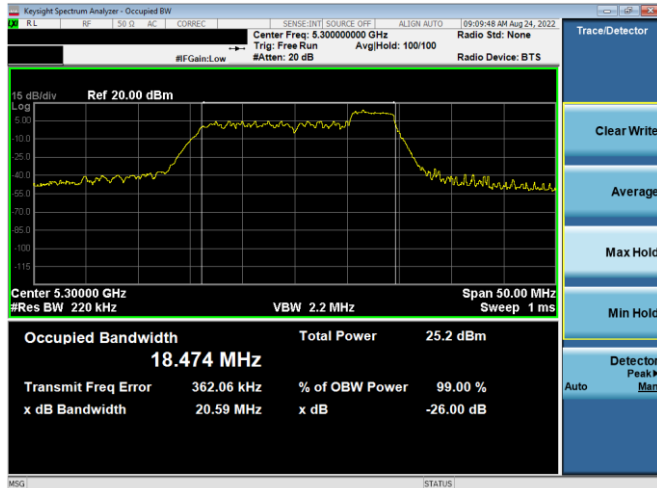 Keysight Spectrum Analyzer - Occupied BW
RL RF 50 Ω AC CORREC SENSE:INT SOURCE OFF ALIGN AUTO 09:09:48 AM Aug 24, 2022
Center Freq: 5.300000000 GHz Radio Std: None
Trig: Free Run Avg|Hold: 100/100
#IFGain:Low #Atten: 20 dB Radio Device: BTS
Trace/Detector
15 dB/div Ref 20.00 dBm
Log
5.00
-10.0
-25.0
-40.0
-55.0
-70.0
-85.0
-100
-115
Center 5.30000 GHz Span 50.00 MHz
#Res BW 220 kHz VBW 2.2 MHz Sweep 1 ms
Occupied Bandwidth Total Power 25.2 dBm
18.474 MHz
Transmit Freq Error 362.06 kHz % of OBW Power 99.00 %
x dB Bandwidth 20.59 MHz x dB -26.00 dB
Clear Write
Average
Max Hold
Min Hold
Detector
Peak▶
Auto Man
MSG STATUS